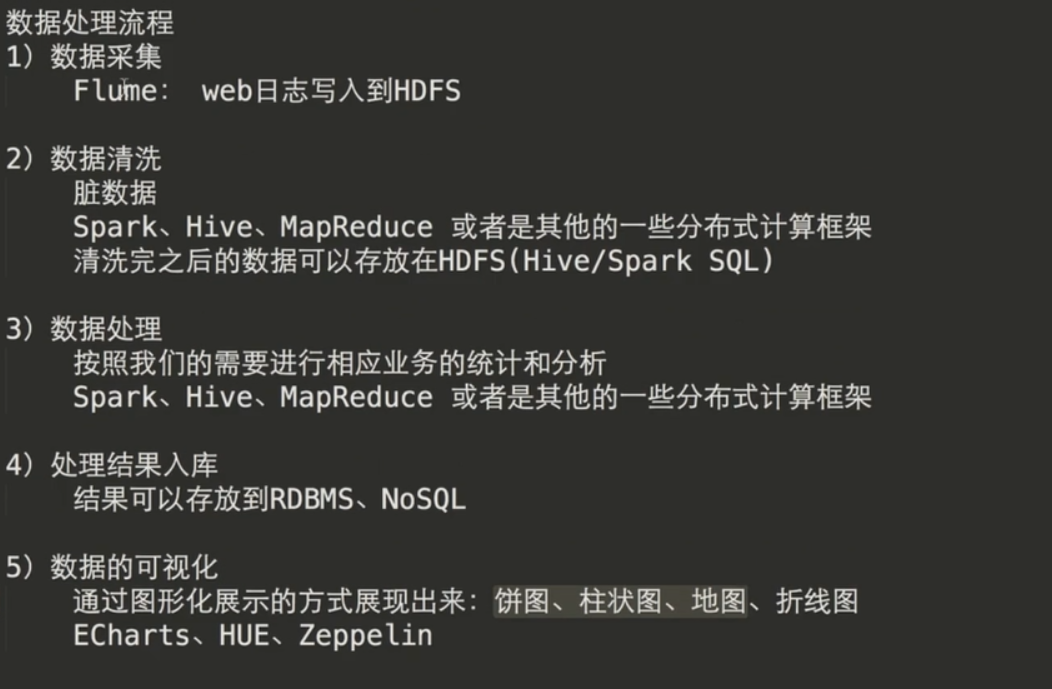 数据处理流程
1）数据采集
Flume： web日志写入到HDFS
2）数据清洗
脏数据
Spark、Hive、MapReduce 或者是其他的一些分布式计算框架
清洗完之后的数据可以存放在HDFS(Hive/Spark SQL)
3）数据处理
按照我们的需要进行相应业务的统计和分析
Spark、Hive、MapReduce 或者是其他的一些分布式计算框架
4）处理结果入库
结果可以存放到RDBMS、NoSQL
5）数据的可视化
通过图形化展示的方式展现出来：饼图、柱状图、地图、折线图
ECharts、HUE、Zeppelin